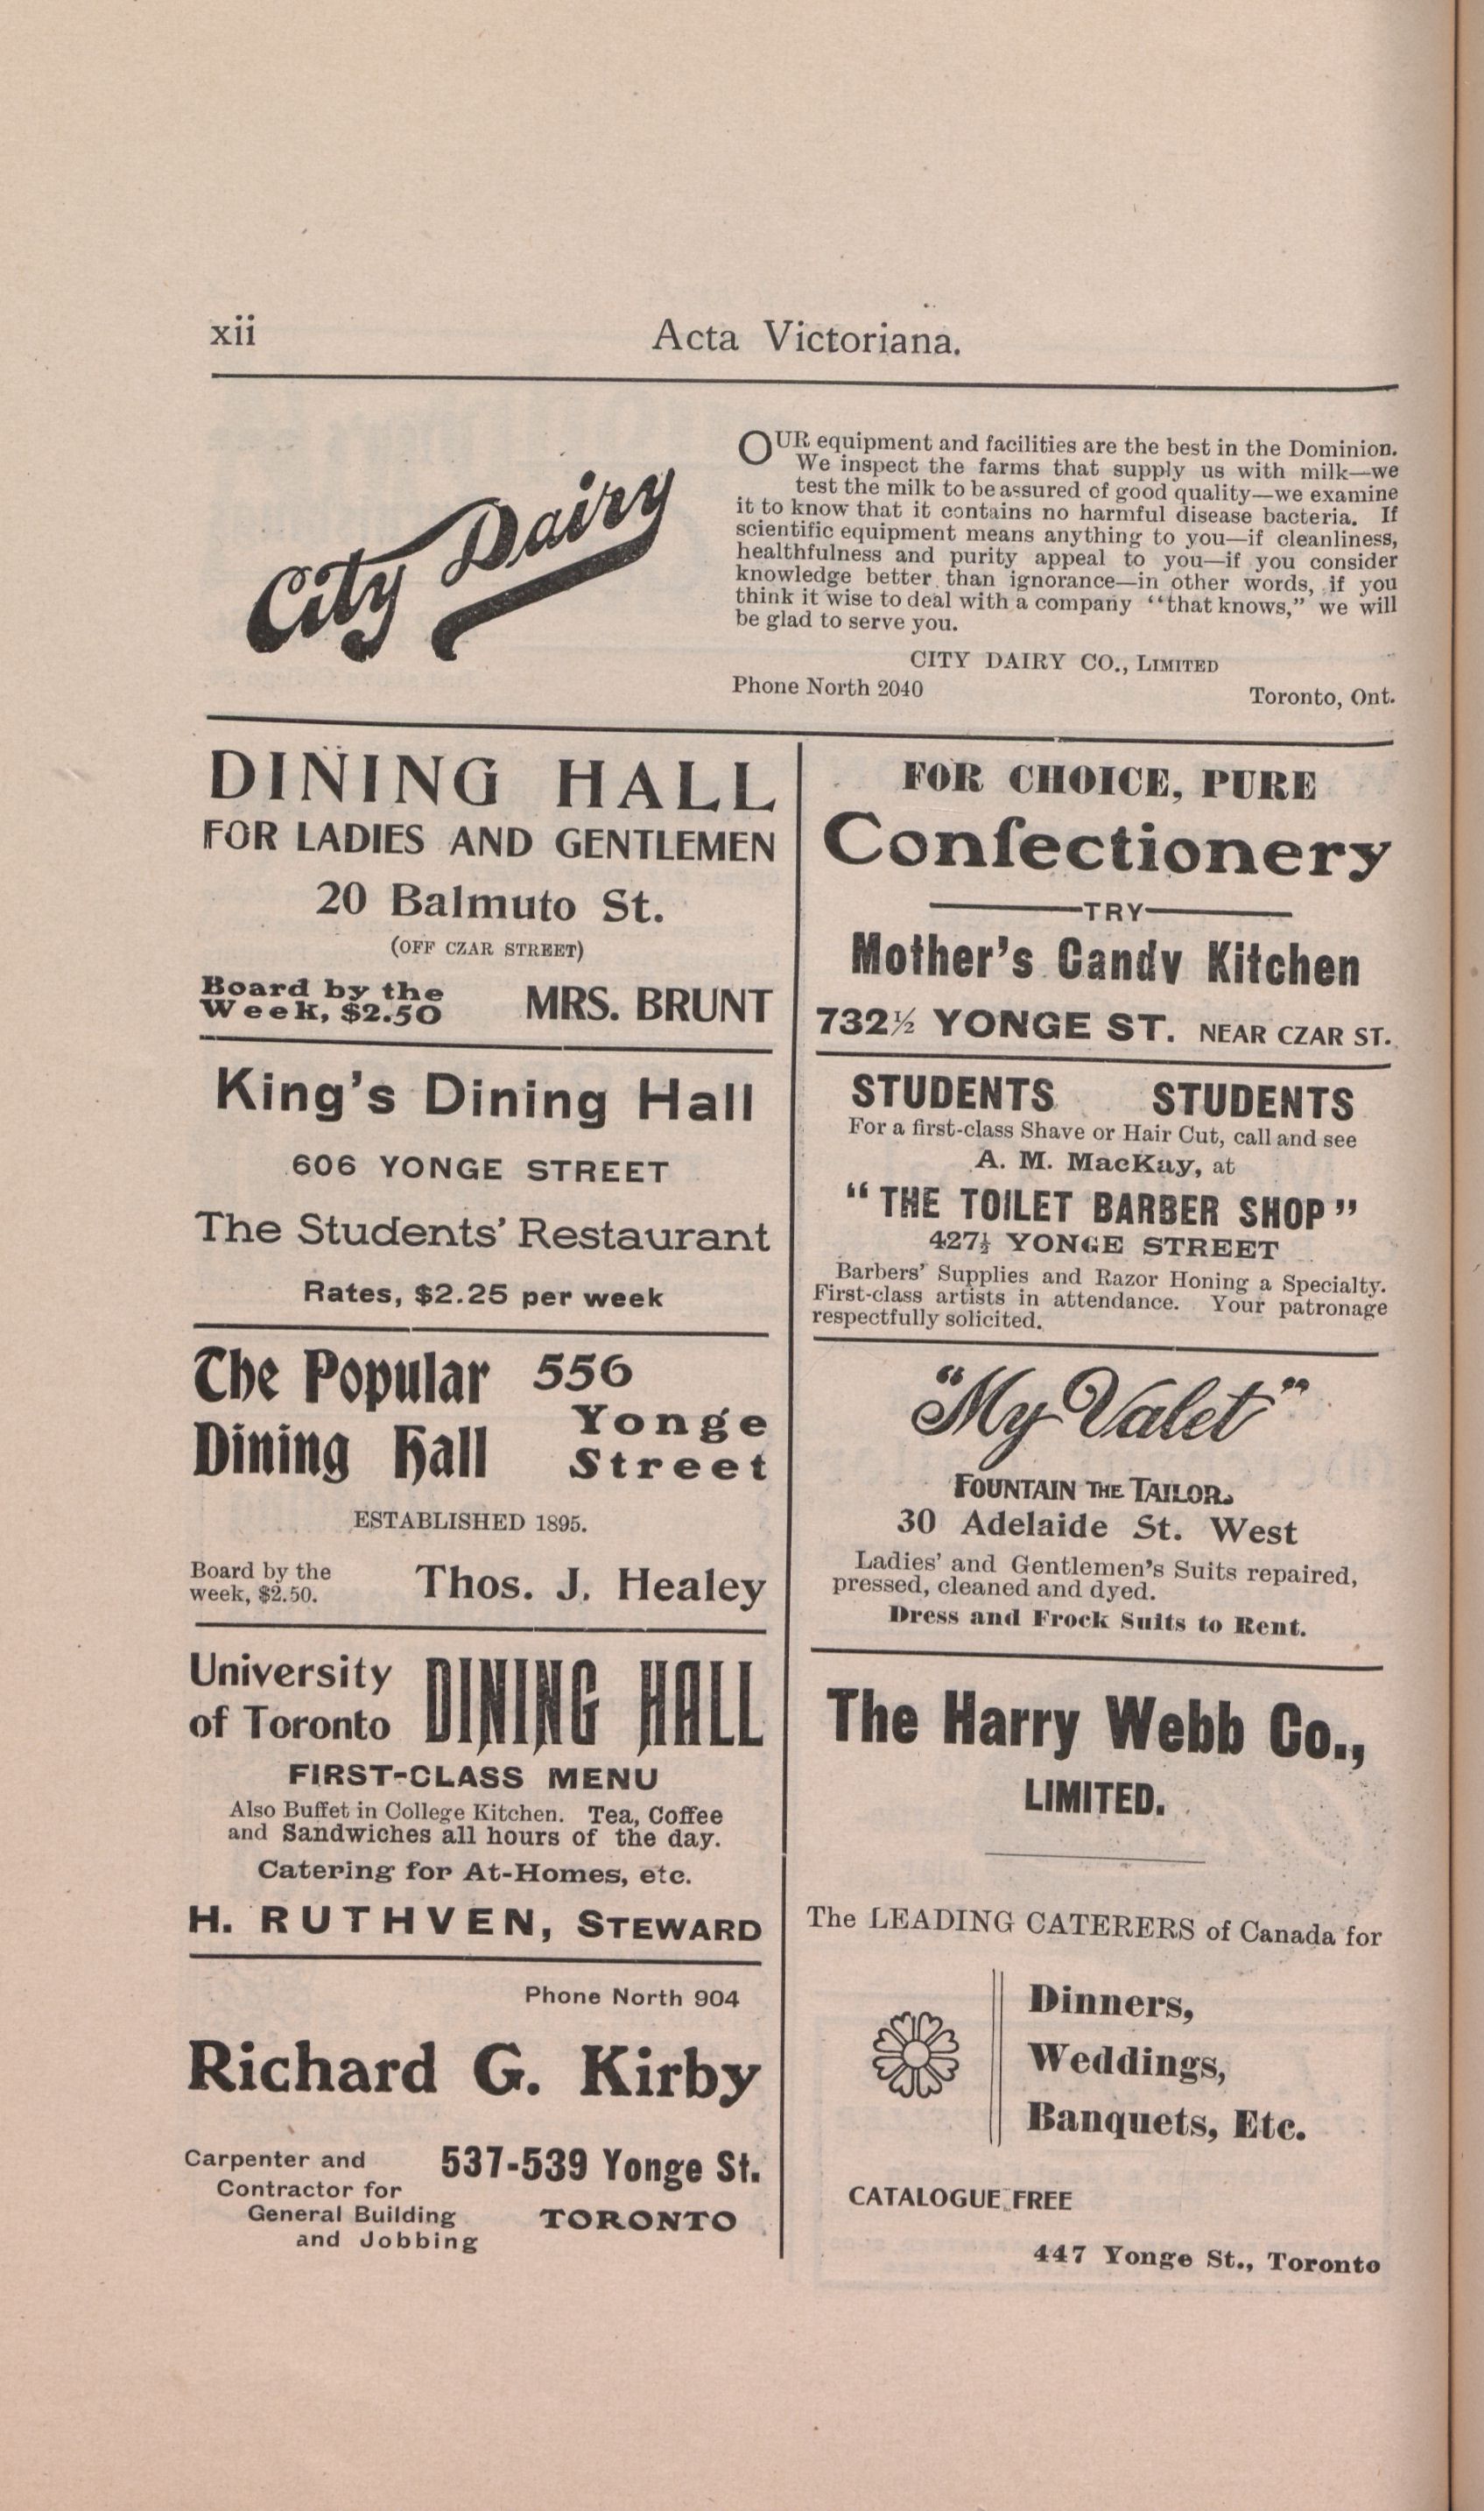 xii
Acta Victoriana.
City Dairy
OUR equipment and facilities are the best in the Dominion.
We inspect the farms that supply us with milk—we
test the milk to be assured of good quality—we examine
it to know that it contains no harmful disease bacteria. If
scientific equipment means anything to you—if cleanliness,
healthfulness and purity appeal to you—if you consider
knowledge better than ignorance—in other words, if you
think it wise to deal with a company “that knows,” we will
be glad to serve you.
CITY DAIRY CO., LIMITED
Phone North 2040
Toronto, Ont.
DINING HALL
FOR LADIES AND GENTLEMEN
20 Balmuto St.
(OFF CZAR STREET)
Board by the
Week, $2.50
MRS. BRUNT
King’s Dining Hall
606 YONGE STREET
The Students’ Restaurant
Rates, $2.25 per week
The Popular
Dining Hall
556
Yonge
Street
ESTABLISHED 1895.
Board by the
week, $2.50.
Thos. J. Healey
University
of Toronto
DINING HALL
FIRST-CLASS MENU
Also Buffet in College Kitchen. Tea, Coffee
and Sandwiches all hours of the day.
Catering for At-Homes, etc.
H. RUTHVEN, STEWARD
Phone North 904
Richard G. Kirby
Carpenter and
Contractor for
General Building
and Jobbing
537-539 Yonge St.
TORONTO
FOR CHOICE, PURE
Confectionery
TRY
Mother’s Candy Kitchen
732½ YONGE ST. NEAR CZAR ST.
STUDENTS STUDENTS
For a first-class Shave or Hair Cut, call and see
A. M. MacKay, at
“THE TOILET BARBER SHOP”
427½ YONGE STREET
Barbers’ Supplies and Razor Honing a Specialty.
First-class artists in attendance. Your patronage
respectfully solicited.
“My Valet”
FOUNTAIN THE TAILOR
30 Adelaide St. West
Ladies’ and Gentlemen’s Suits repaired,
pressed, cleaned and dyed.
Dress and Frock Suits to Rent.
The Harry Webb Co.,
LIMITED.
The LEADING CATERERS of Canada for
Dinners,
Weddings,
Banquets, Etc.
CATALOGUE FREE
447 Yonge St., Toronto